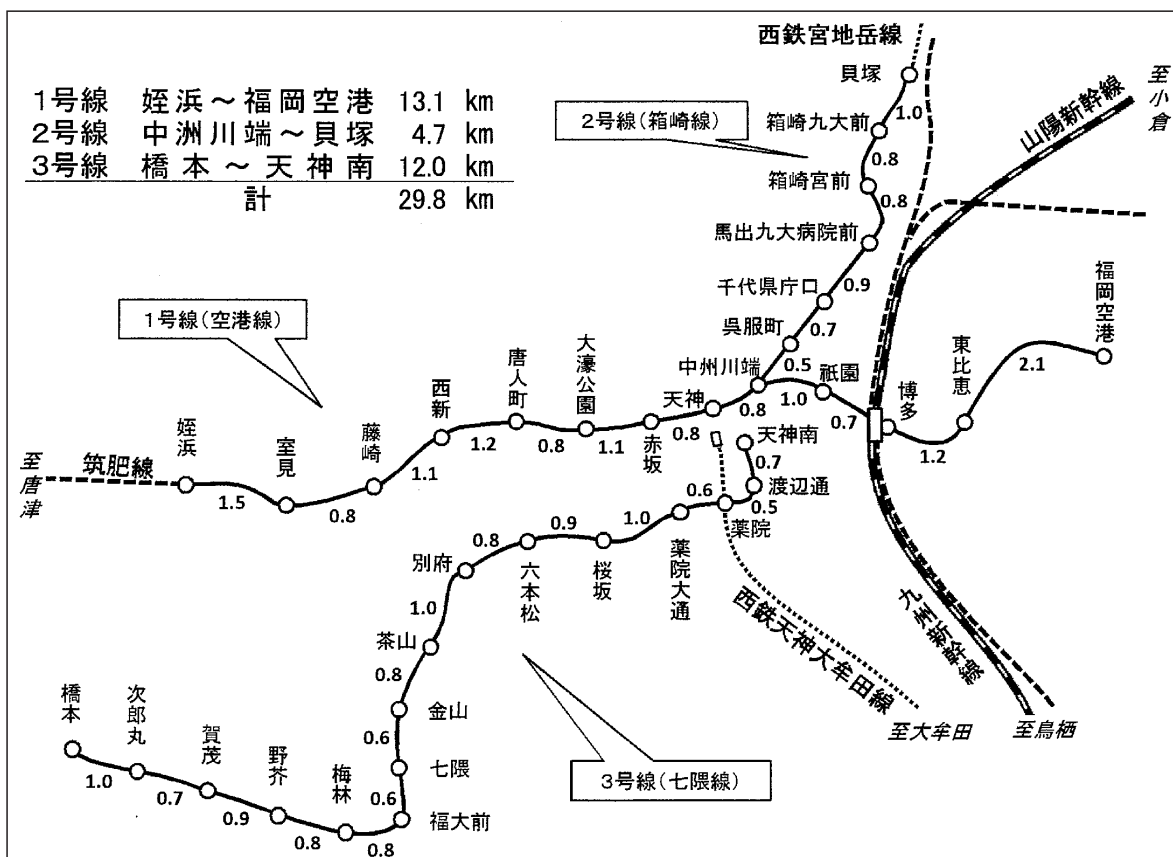 1号線 姪浜～福岡空港 13.1 km
2号線 中洲川端～貝塚 4.7 km
3号線 橋本～天神南 12.0 km
計 29.8 km
西鉄宮地岳線
貝塚
1.0
箱崎九大前
0.8
箱崎宮前
0.8
馬出九大病院前
0.9
千代県庁口
0.7
呉服町
0.5
中州川端
2号線(箱崎線)
山陽新幹線
至小倉
1号線(空港線)
至唐津
筑肥線
姪浜
1.5
室見
0.8
藤崎
1.1
西新
1.2
唐人町
0.8
大濠公園
1.1
赤坂
0.8
天神
0.8
1.0
祇園
0.7
博多
1.2
東比恵
2.1
福岡空港
天神南
0.7
渡辺通
0.5
薬院
0.6
薬院大通
1.0
桜坂
0.9
六本松
0.8
別府
1.0
茶山
0.8
金山
0.6
七隈
0.6
福大前
0.8
梅林
0.8
野芥
0.9
賀茂
0.7
次郎丸
1.0
橋本
3号線(七隈線)
西鉄天神大牟田線
至大牟田
九州新幹線
至鳥栖